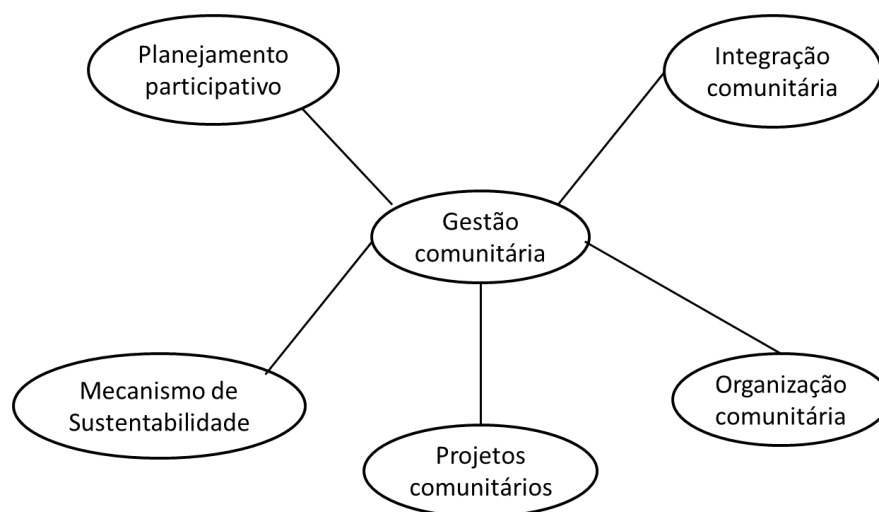 Planejamento
participativo
Integração
comunitária
Gestão
comunitária
Mecanismo de
Sustentabilidade
Projetos
comunitários
Organização
comunitária